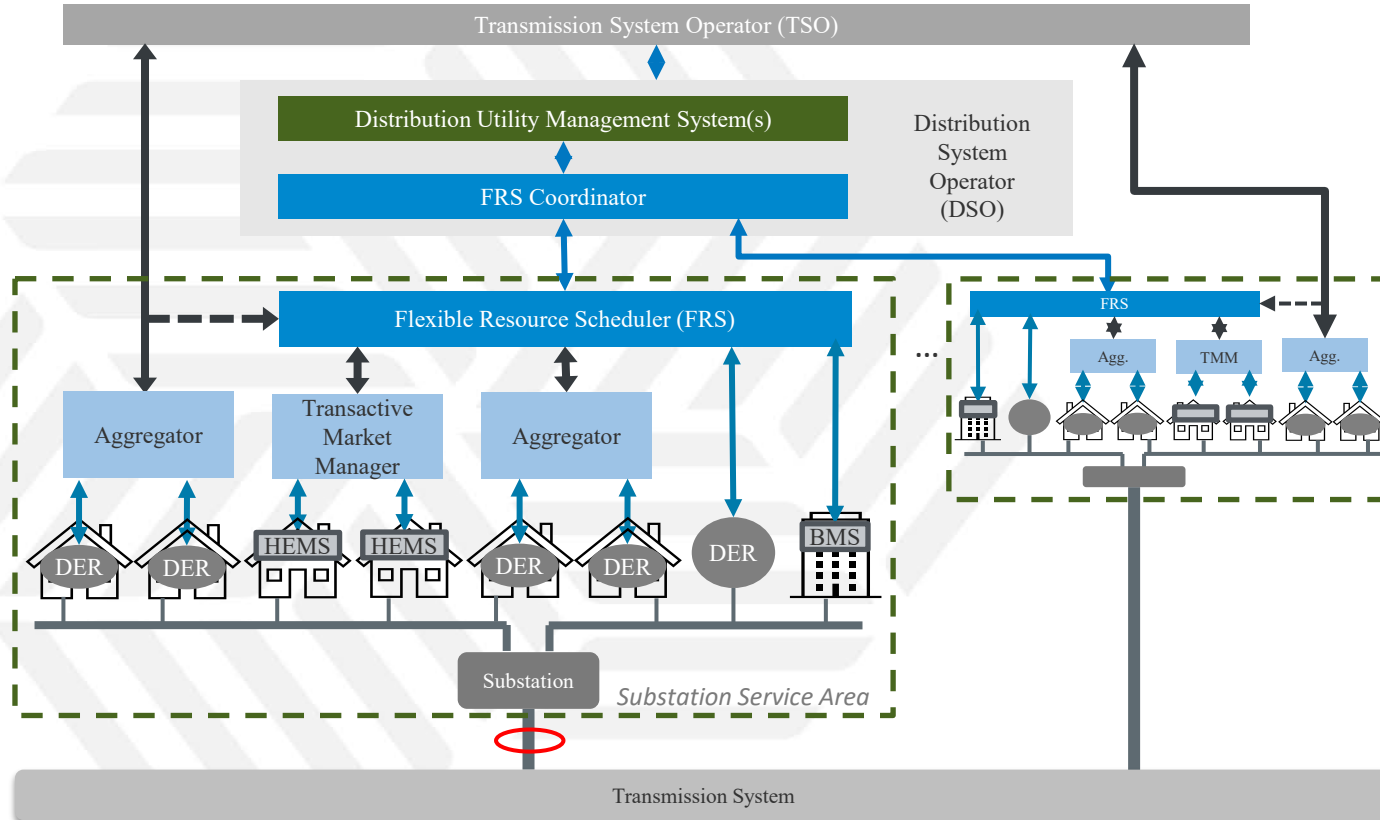 Transmission System Operator (TSO)
Distribution Utility Management System(s)
Distribution
System
Operator
(DSO)
FRS Coordinator
Flexible Resource Scheduler (FRS)
FRS
...
Agg.
TMM
Agg.
Aggregator
Transactive
Market
Manager
Aggregator
DER
DER
HEMS
HEMS
DER
DER
DER
BMS
Substation
Substation Service Area
Transmission System